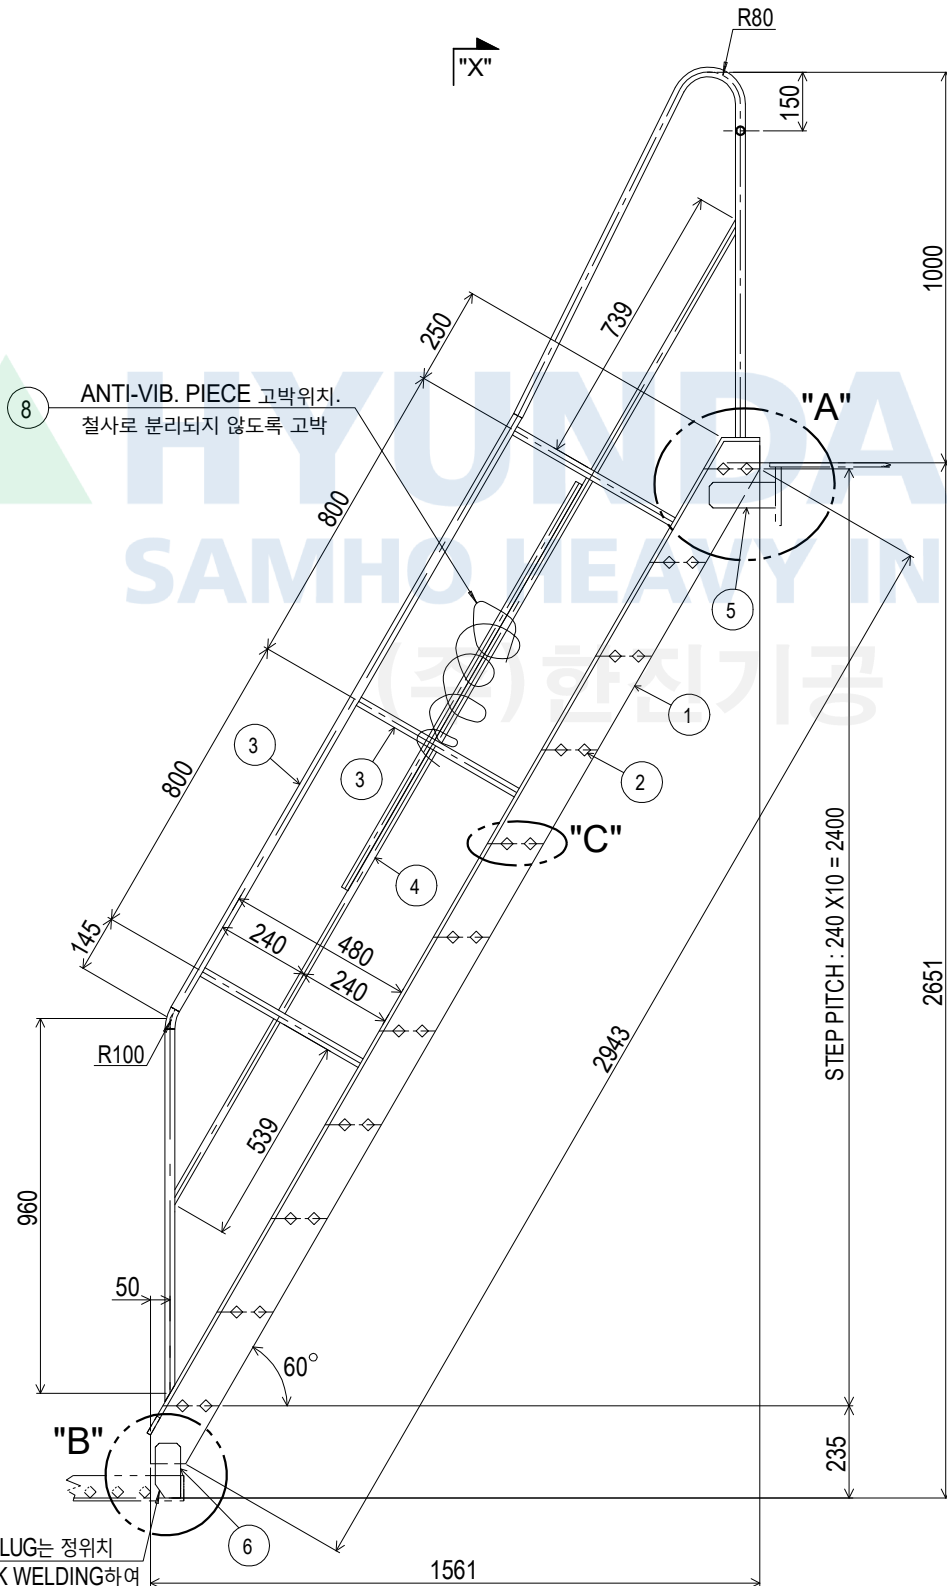 R80
"X"
150
1000
739
250
HYUNDA
"A"
8
ANTI-VIB. PIECE 고박위치.
철사로 분리되지 않도록 고박
800
SAMHO HEAVY IN
5
(주)한진기공
1
3
3
2
800
"C"
4
STEP PITCH : 240 X10 = 2400
145
240
480
240
2651
2943
R100
539
960
50
60°
"B"
235
6
LUG는 정위치
K WELDING하여
1561